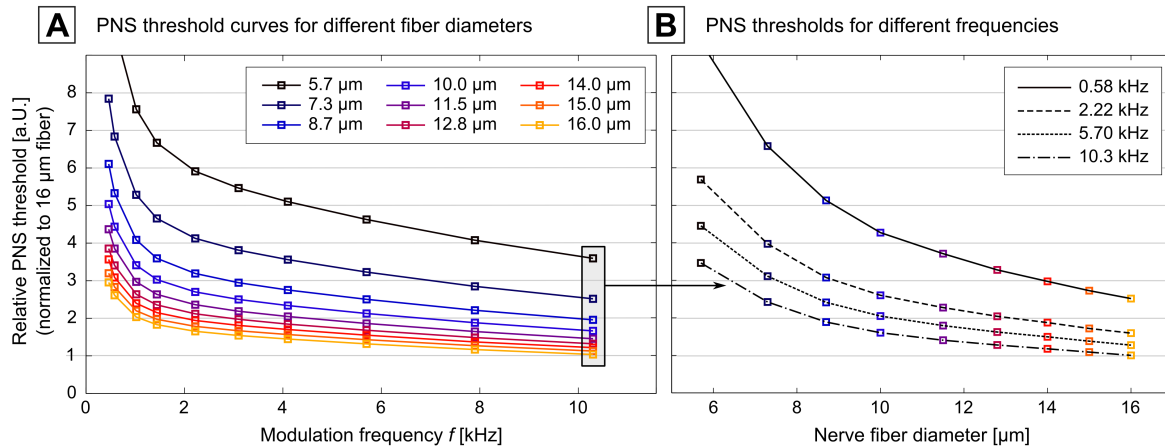 A PNS threshold curves for different fiber diameters
B PNS thresholds for different frequencies
Relative PNS threshold [a.U.]
(normalized to 16 µm fiber)
8
7
6
5
4
3
2
1
0
5.7 µm 10.0 µm 14.0 µm
7.3 µm 11.5 µm 15.0 µm
8.7 µm 12.8 µm 16.0 µm
0.58 kHz
2.22 kHz
5.70 kHz
10.3 kHz
0 2 4 6 8 10
6 8 10 12 14 16
Modulation frequency f [kHz]
Nerve fiber diameter [µm]